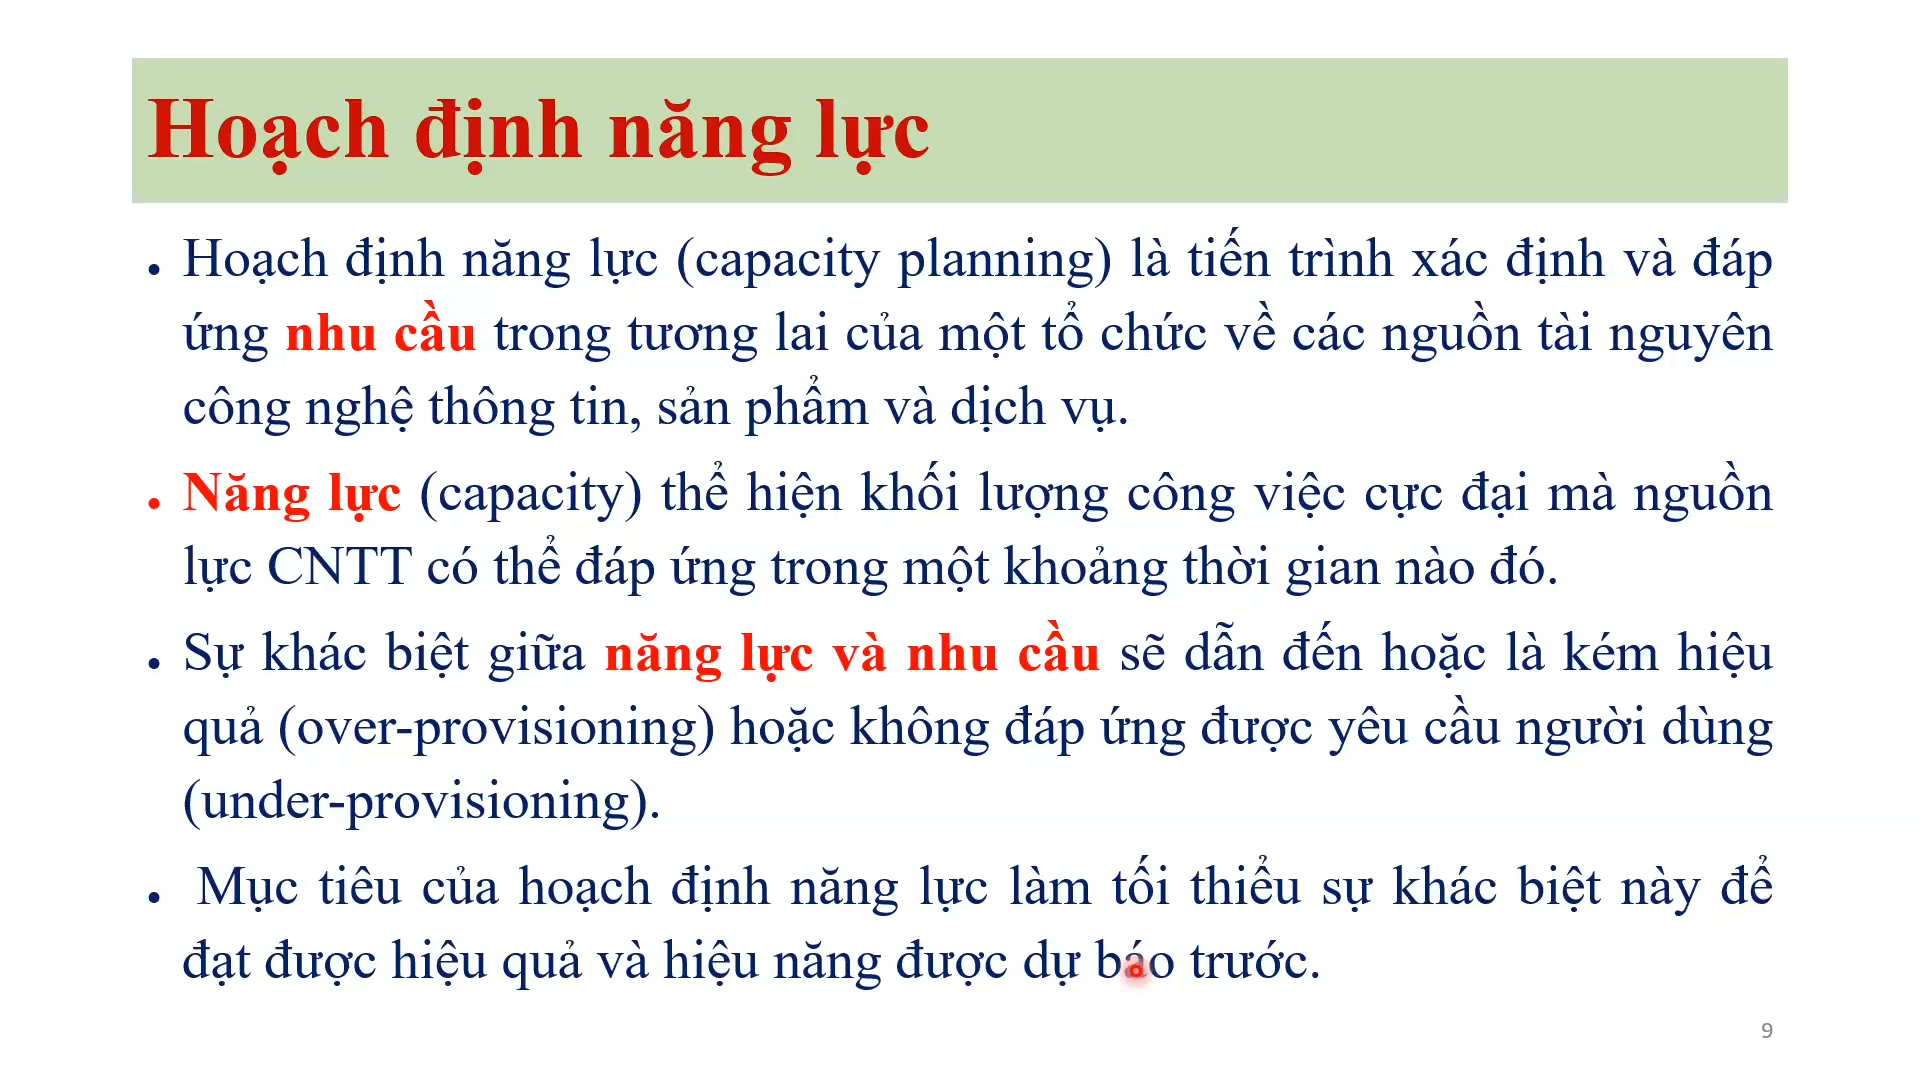 Hoạch định năng lực
• Hoạch định năng lực (capacity planning) là tiến trình xác định và đáp
ứng nhu cầu trong tương lai của một tổ chức về các nguồn tài nguyên
công nghệ thông tin, sản phẩm và dịch vụ.
• Năng lực (capacity) thể hiện khối lượng công việc cực đại mà nguồn
lực CNTT có thể đáp ứng trong một khoảng thời gian nào đó.
• Sự khác biệt giữa năng lực và nhu cầu sẽ dẫn đến hoặc là kém hiệu
quả (over-provisioning) hoặc không đáp ứng được yêu cầu người dùng
(under-provisioning).
• Mục tiêu của hoạch định năng lực làm tối thiểu sự khác biệt này để
đạt được hiệu quả và hiệu năng được dự báo trước.
9